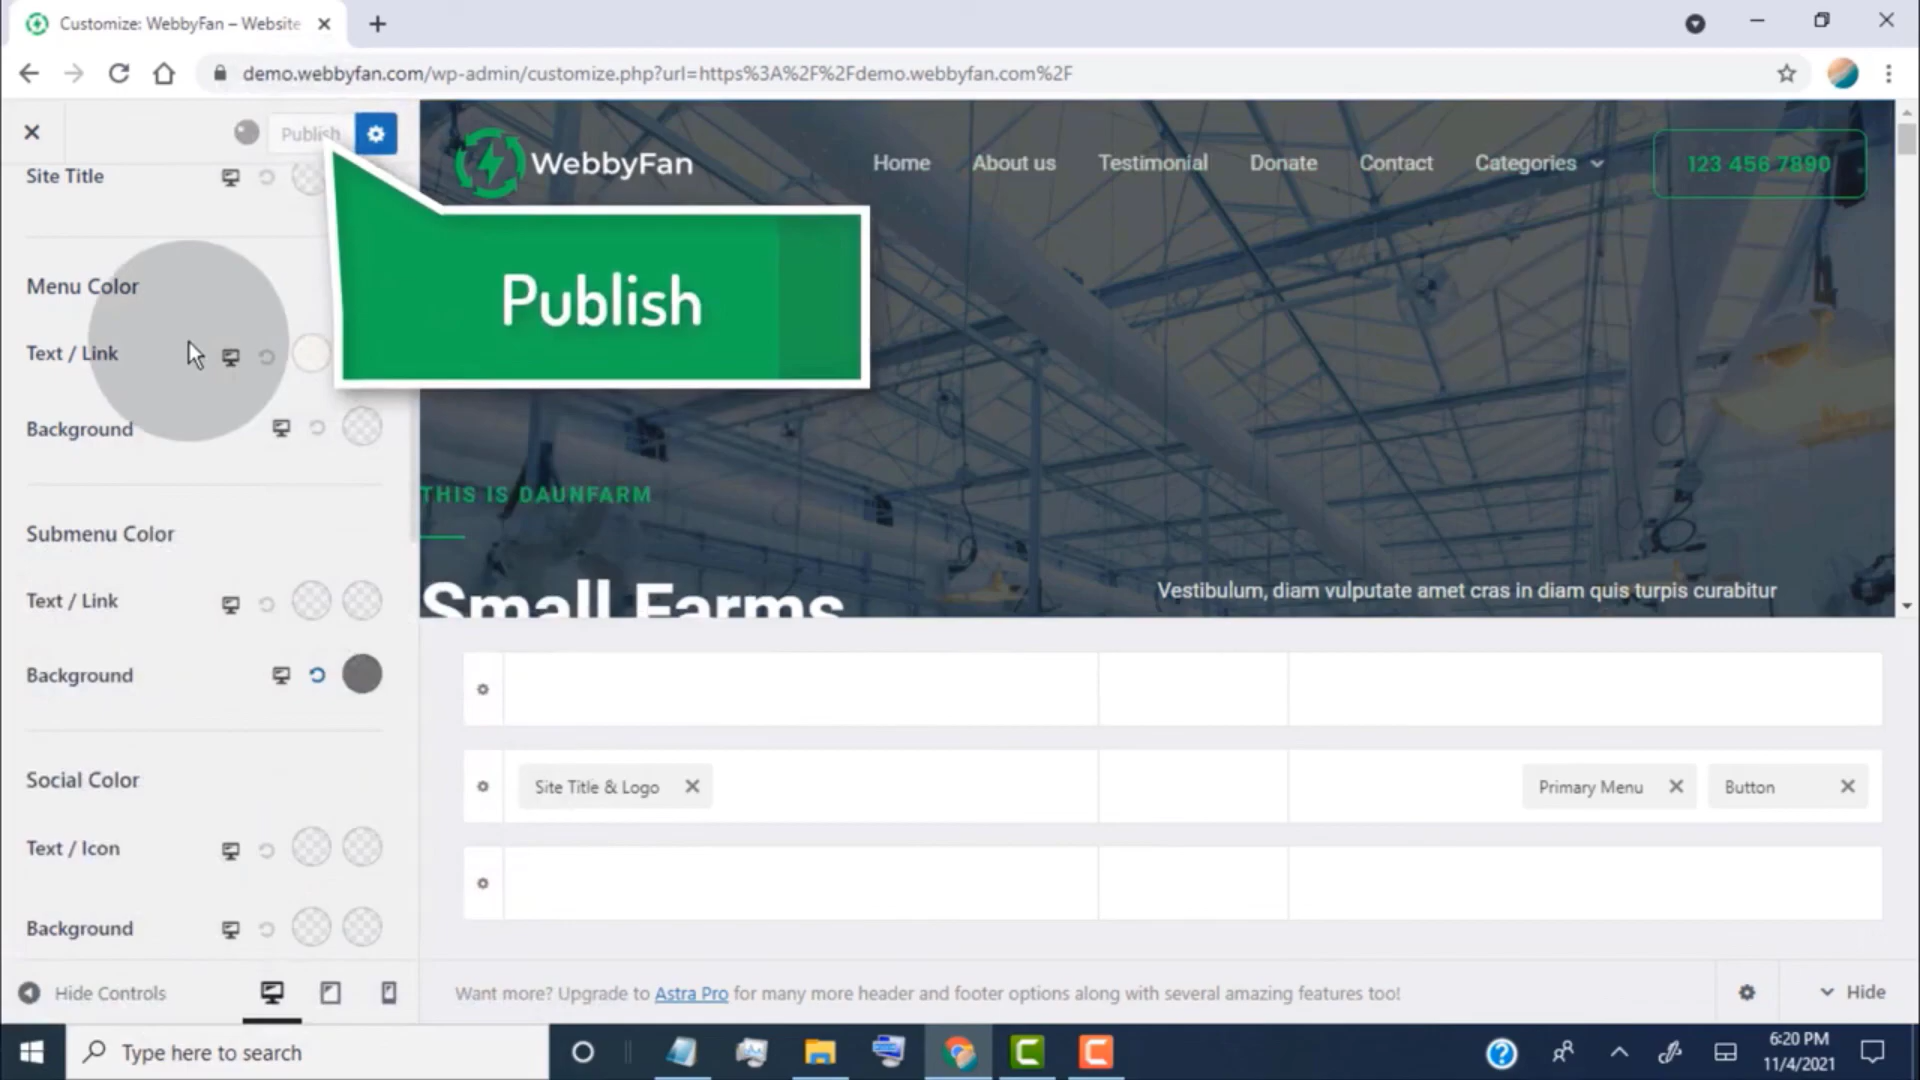 Customize: WebbyFan – Website
demo.webbyfan.com/wp-admin/customize.php?url=https%3A%2F%2Fdemo.webbyfan.com%2F
Publish
Site Title
Menu Color
Text / Link
Background
Submenu Color
Text / Link
Background
Social Color
Text / Icon
Background
Hide Controls
Publish
WebbyFan
Home About us Testimonial Donate Contact Categories
123 456 7890
THIS IS DAUNFARM
Small Farms
Vestibulum, diam vulputate amet cras in diam quis turpis curabitur
Site Title & Logo
Primary Menu
Button
Want more? Upgrade to Astra Pro for many more header and footer options along with several amazing features too!
Hide
Type here to search
6:20 PM
11/4/2021